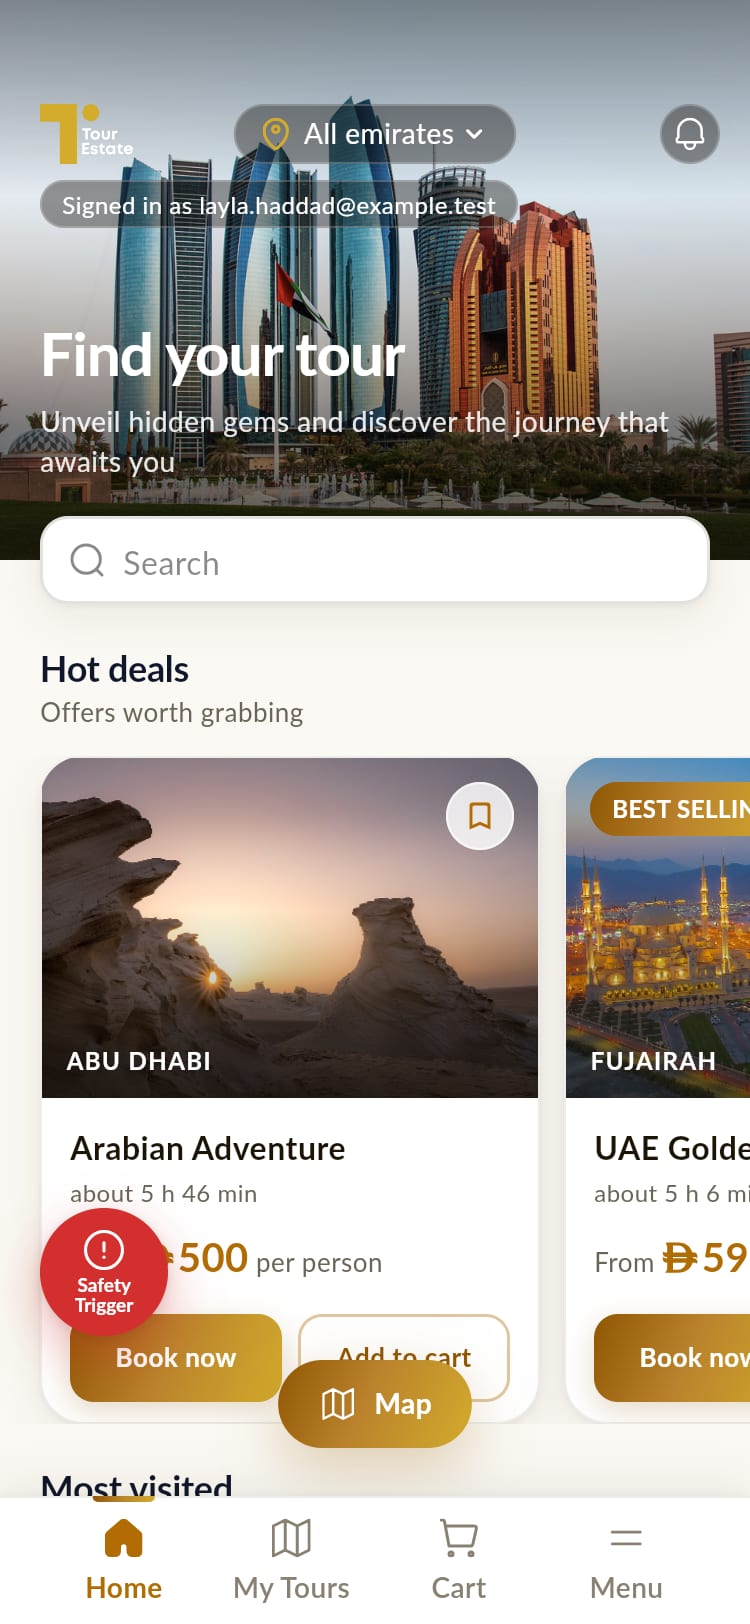 Tour
Estate
All emirates
Signed in as layla.haddad@example.test
Find your tour
Unveil hidden gems and discover the journey that
awaits you
Search
Hot deals
Offers worth grabbing
BEST SELLIN
ABU DHABI
FUJAIRAH
Arabian Adventure
UAE Golde
about 5 h 46 min
about 5 h 6 mi
500 per person
From 59
Safety
Trigger
Book now
Add to cart
Book now
Map
Most visited
Home
My Tours
Cart
Menu